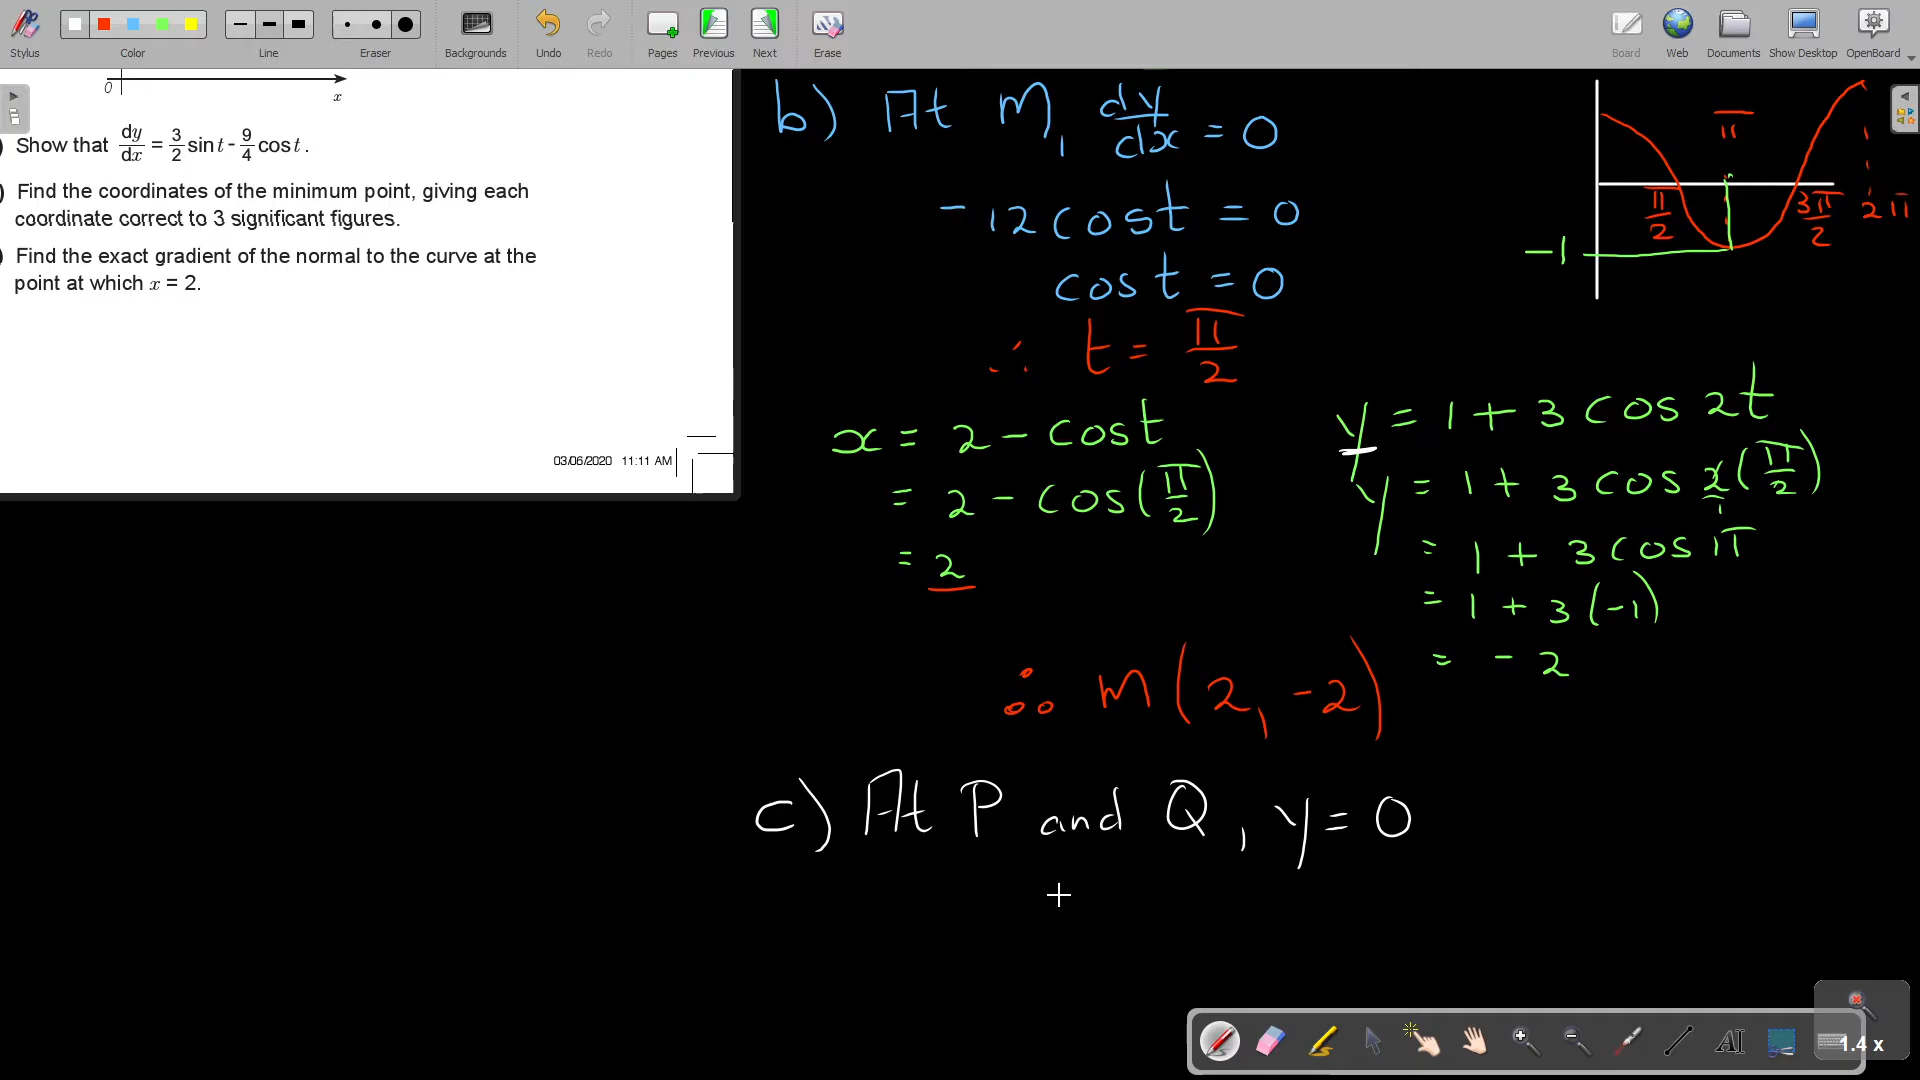 Stylus Color Line Eraser Backgrounds Undo Redo Pages Previous Next Erase Board Web Documents Show Desktop OpenBoard
0 x
) Show that dy/dx = 3/2 sin t - 9/4 cos t.
) Find the coordinates of the minimum point, giving each
coordinate correct to 3 significant figures.
) Find the exact gradient of the normal to the curve at the
point at which x = 2.
03/06/2020 11:11 AM
b) At M, dy/dx = 0
-12 cos t = 0
cos t = 0
∴ t = π/2
x = 2 - cos t
= 2 - cos(π/2)
= 2
y = 1 + 3 cos 2t
y = 1 + 3 cos 2(π/2)
= 1 + 3 cos π
= 1 + 3(-1)
= -2
∴ M(2, -2)
c) At P and Q, y = 0
π
π/2 3π/2 2π
-1
1
1.4 x
AI